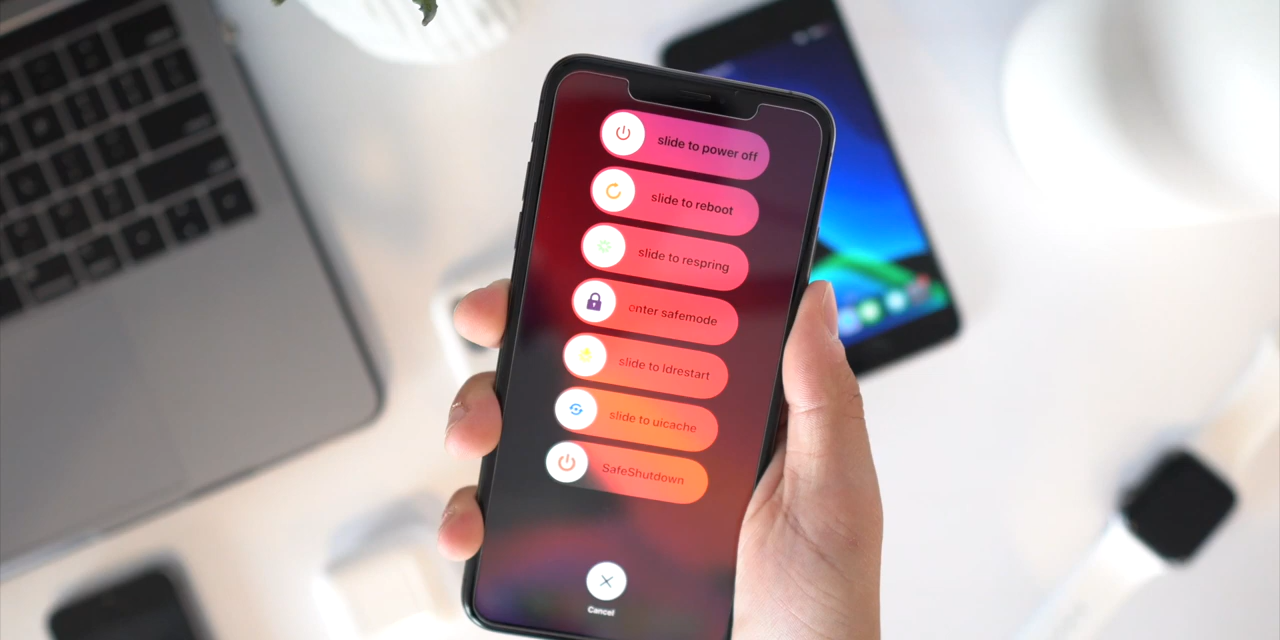 slide to power off
slide to reboot
slide to respring
enter safemode
slide to ldrestart
slide to uicache
SafeShutdown
Cancel